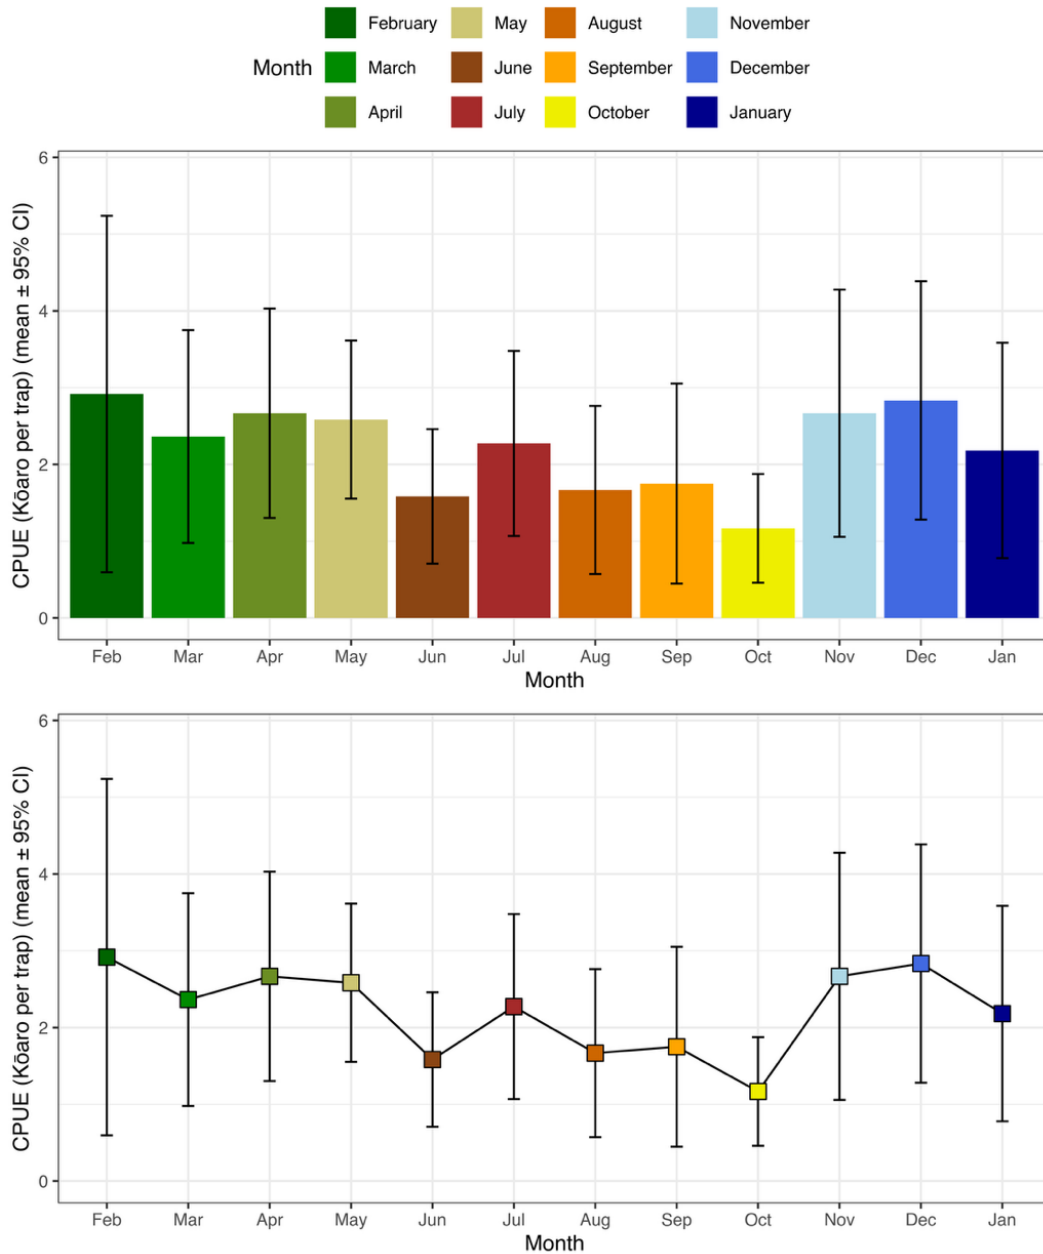 February May August November
Month March June September December
April July October January
6
4
2
0
CPUE (Kōaro per trap) (mean ± 95% CI)
Feb Mar Apr May Jun Jul Aug Sep Oct Nov Dec Jan
Month
6
4
2
0
CPUE (Kōaro per trap) (mean ± 95% CI)
Feb Mar Apr May Jun Jul Aug Sep Oct Nov Dec Jan
Month